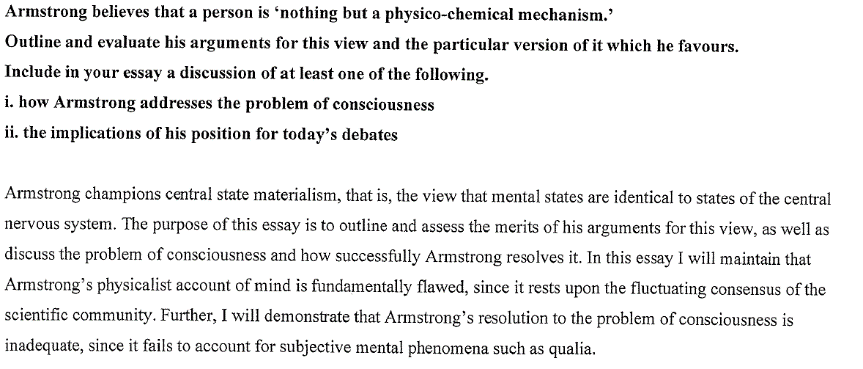 Armstrong believes that a person is ‘nothing but a physico-chemical mechanism.’
Outline and evaluate his arguments for this view and the particular version of it which he favours.
Include in your essay a discussion of at least one of the following.
i. how Armstrong addresses the problem of consciousness
ii. the implications of his position for today’s debates
Armstrong champions central state materialism, that is, the view that mental states are identical to states of the central
nervous system. The purpose of this essay is to outline and assess the merits of his arguments for this view, as well as
discuss the problem of consciousness and how successfully Armstrong resolves it. In this essay I will maintain that
Armstrong’s physicalist account of mind is fundamentally flawed, since it rests upon the fluctuating consensus of the
scientific community. Further, I will demonstrate that Armstrong’s resolution to the problem of consciousness is
inadequate, since it fails to account for subjective mental phenomena such as qualia.